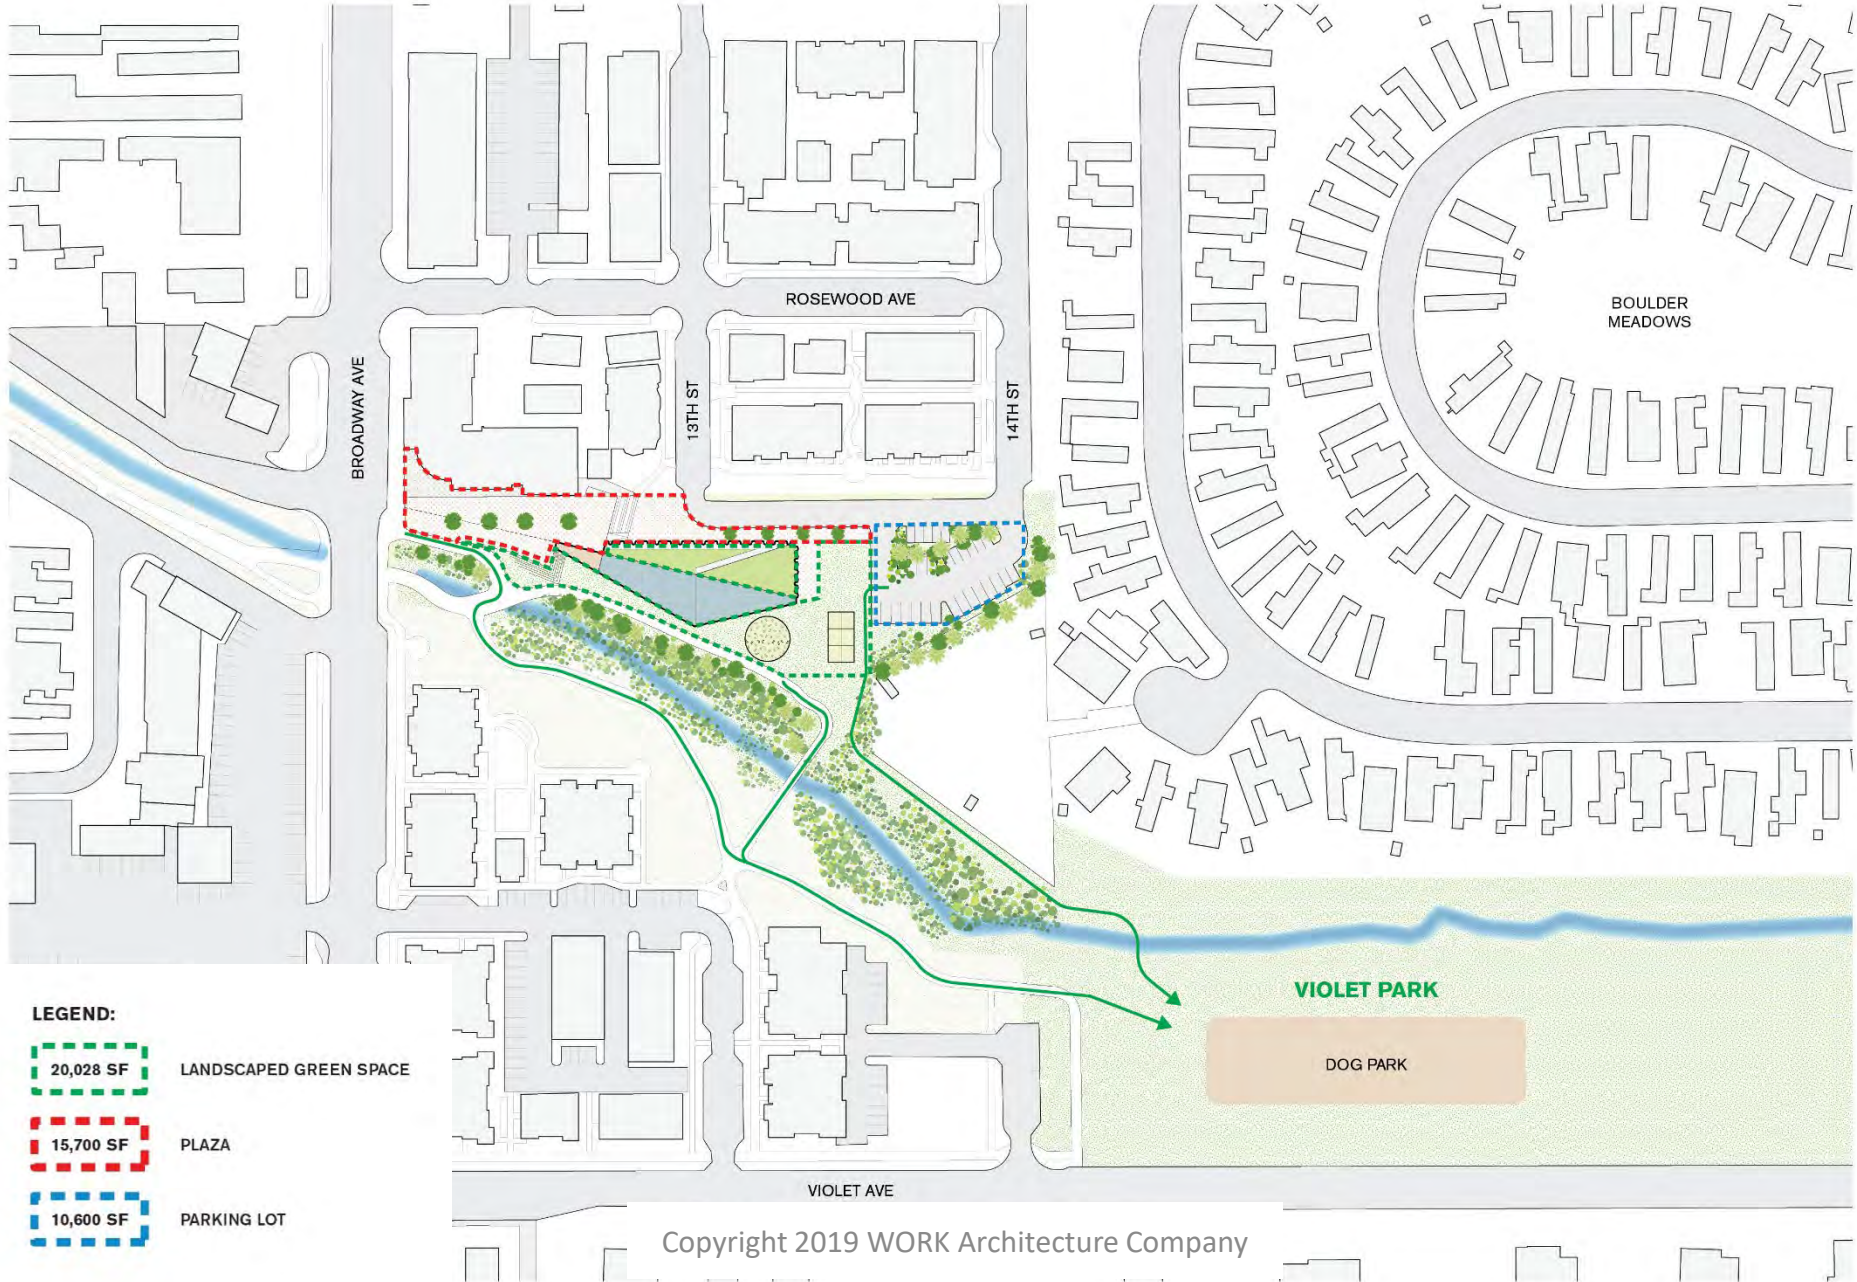 ROSEWOOD AVE
BOULDER
MEADOWS
BROADWAY AVE
13TH ST
14TH ST
VIOLET PARK
DOG PARK
LEGEND:
20,028 SF LANDSCAPED GREEN SPACE
15,700 SF PLAZA
10,600 SF PARKING LOT
VIOLET AVE
Copyright 2019 WORK Architecture Company